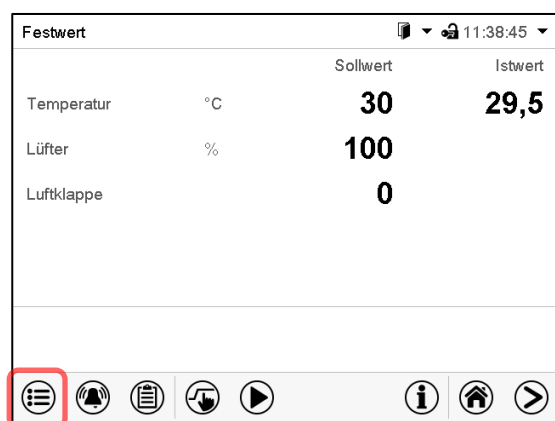 Festwert 11:38:45
Sollwert Istwert
Temperatur °C 30 29,5
Lüfter % 100
Luftklappe 0